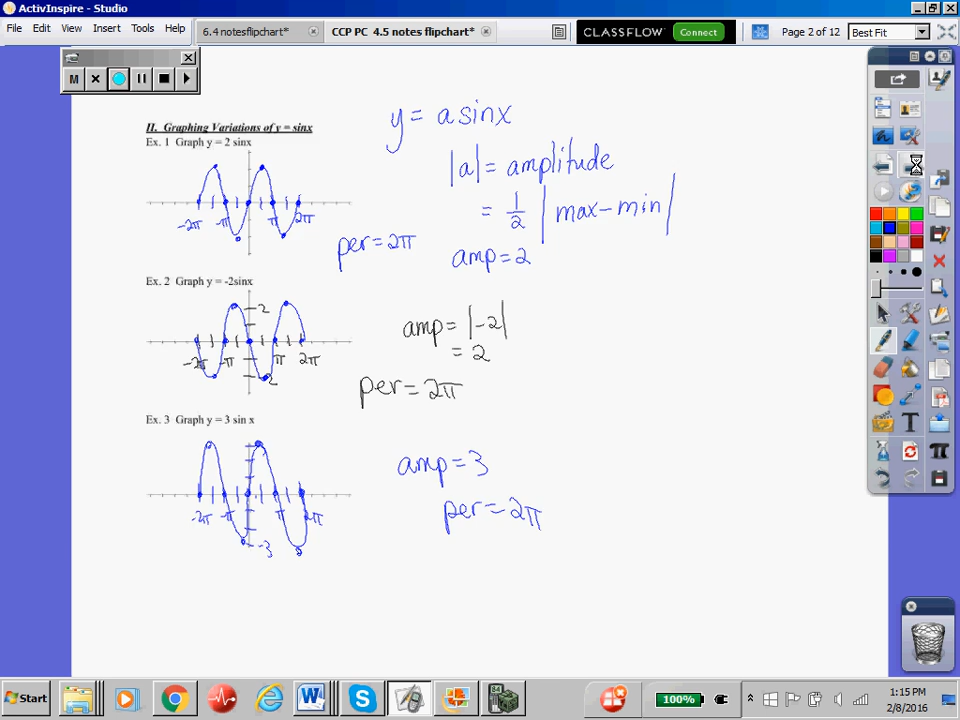 ActivInspire - Studio
File Edit View Insert Tools Help
6.4 notesflipchart*
CCP PC 4.5 notes flipchart*
CLASSFLOW Connect
Page 2 of 12
Best Fit
M
II. Graphing Variations of y = sinx
Ex. 1 Graph y = 2 sinx
-2π -π π 2π
y = a sinx
|a| = amplitude
= 1/2 |max-min|
per = 2π
amp = 2
Ex. 2 Graph y = -2sinx
2
-2π -π π 2π
-2
amp = |-2|
= 2
per = 2π
Ex. 3 Graph y = 3 sin x
-2π -π π 2π
-3
amp = 3
per = 2π
Start
100%
1:15 PM
2/8/2016